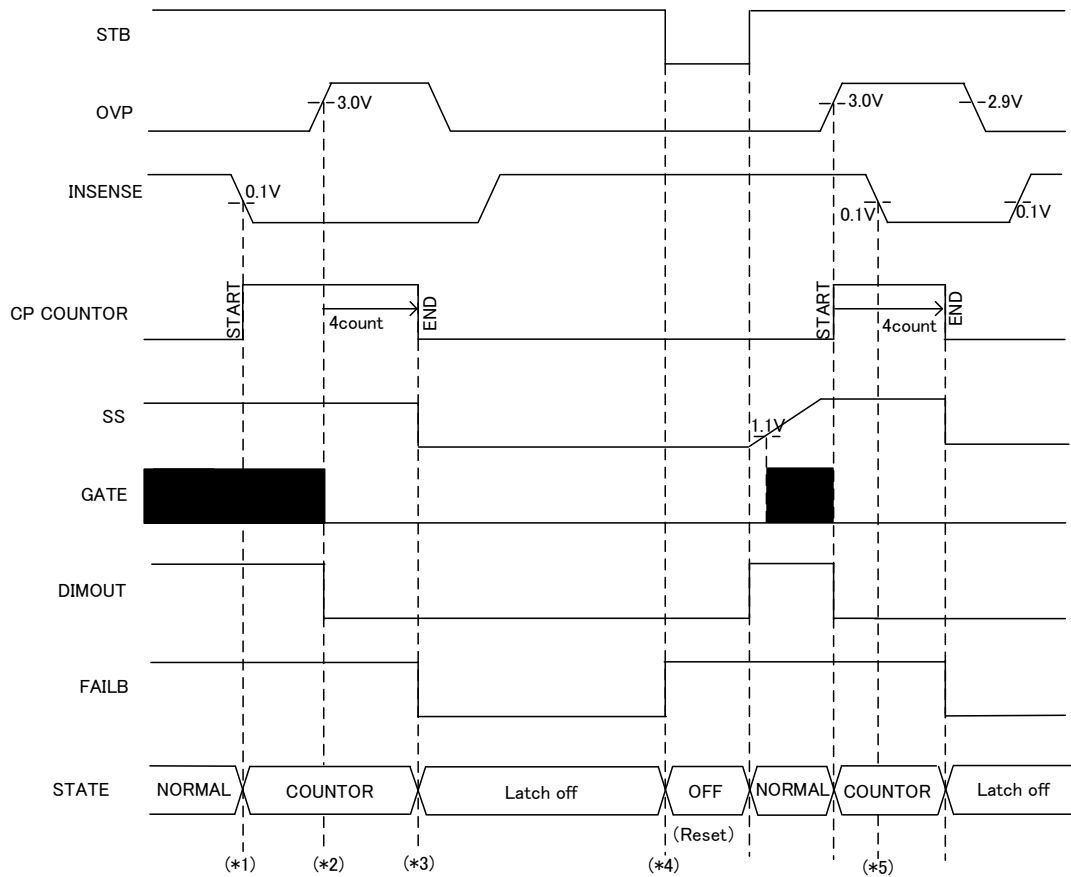 STB
OVP
3.0V
3.0V
2.9V
INSENSE
0.1V
0.1V
0.1V
CP COUNTOR
START
4count
END
START
4count
END
SS
1.1V
GATE
DIMOUT
FAILB
STATE
NORMAL
COUNTOR
Latch off
OFF
NORMAL
COUNTOR
Latch off
(Reset)
(*1)
(*2)
(*3)
(*4)
(*5)